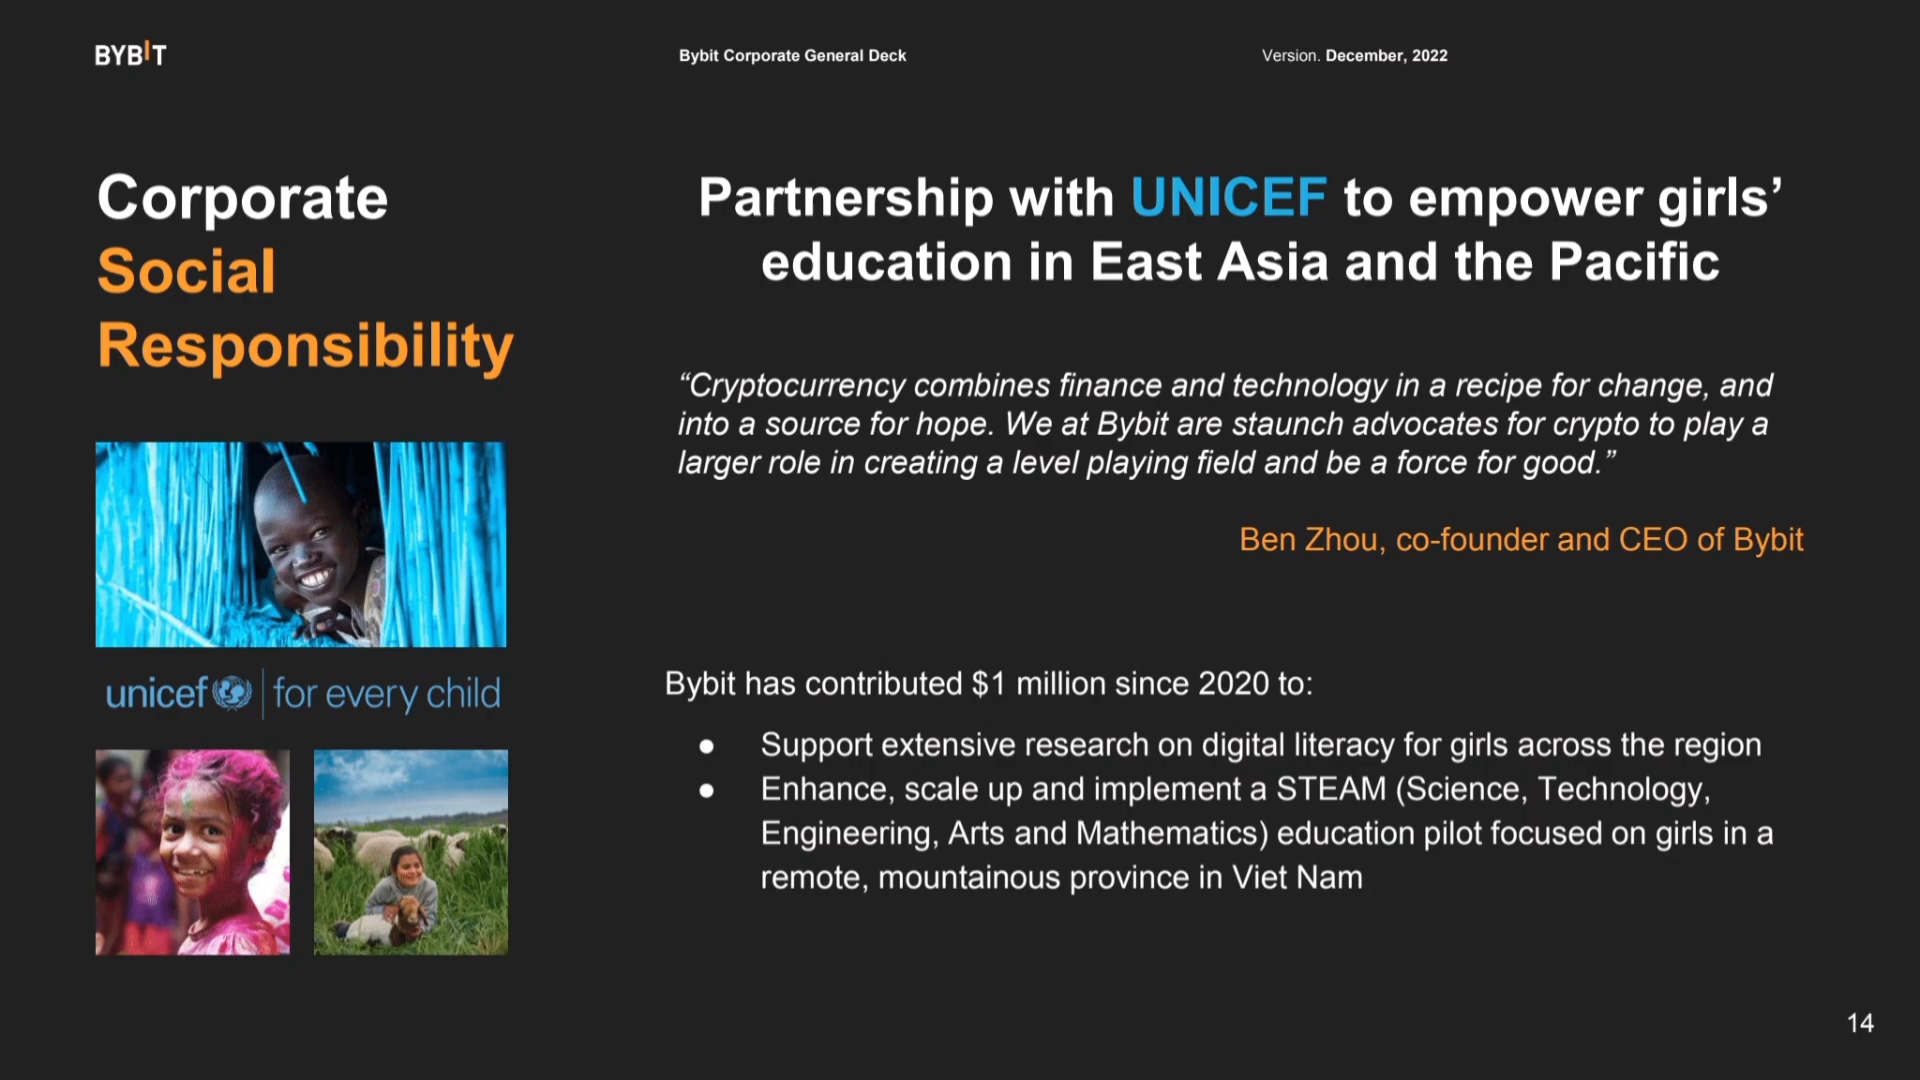 BYBIT
Bybit Corporate General Deck
Version. December, 2022
Corporate
Social
Responsibility
Partnership with UNICEF to empower girls’
education in East Asia and the Pacific
“Cryptocurrency combines finance and technology in a recipe for change, and
into a source for hope. We at Bybit are staunch advocates for crypto to play a
larger role in creating a level playing field and be a force for good.”
Ben Zhou, co-founder and CEO of Bybit
unicef for every child
Bybit has contributed $1 million since 2020 to:
● Support extensive research on digital literacy for girls across the region
● Enhance, scale up and implement a STEAM (Science, Technology,
Engineering, Arts and Mathematics) education pilot focused on girls in a
remote, mountainous province in Viet Nam
14